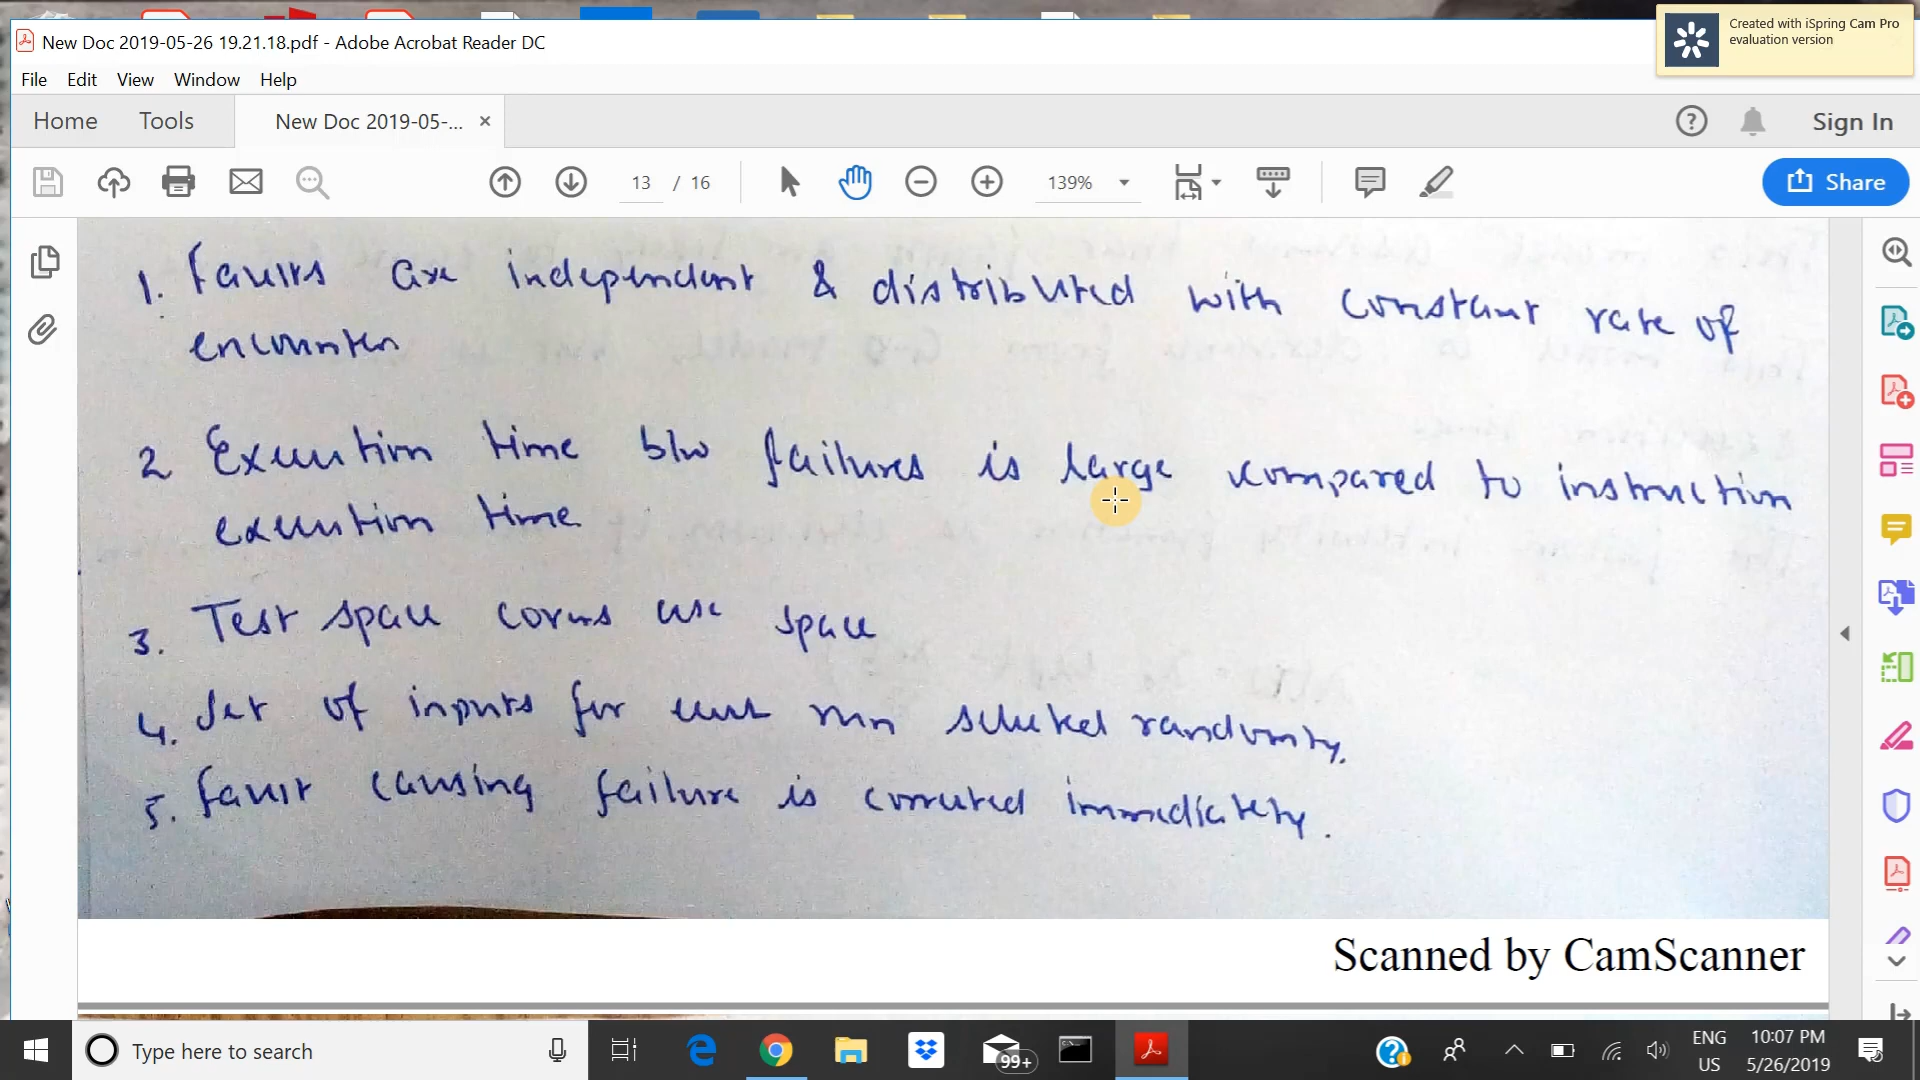 Created with iSpring Cam Pro
evaluation version
New Doc 2019-05-26 19.21.18.pdf - Adobe Acrobat Reader DC
File Edit View Window Help
Home Tools New Doc 2019-05-... × Sign In
13 / 16 139% Share
1. Faults are independent & distributed with constant rate of
encounter
2 Execution time b/w failures is large compared to instruction
execution time
3. Test space covers use space
4. Set of inputs for each run selected randomly.
5. Fault causing failure is corrected immediately.
Scanned by CamScanner
Type here to search 99+ ENG 10:07 PM
US 5/26/2019